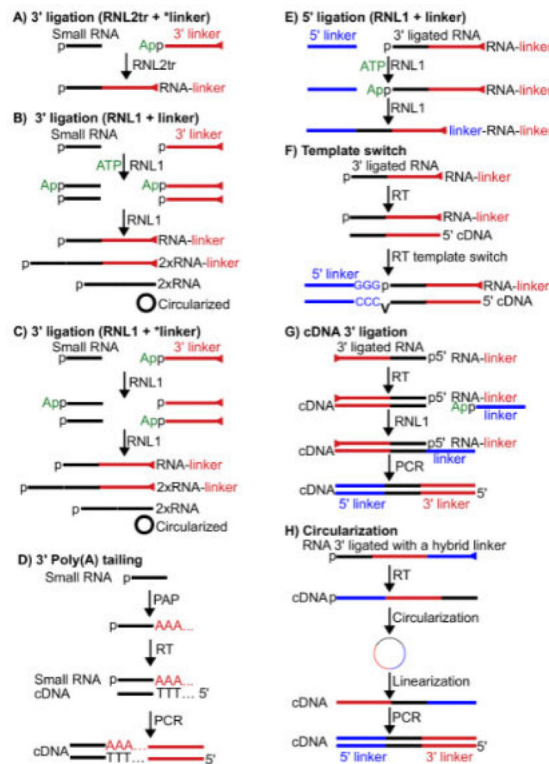 A) 3' ligation (RNL2tr + *linker)
Small RNA 3' linker
p App
RNL2tr
p RNA-linker
B) 3' ligation (RNL1 + linker)
Small RNA 3' linker
p p
ATP RNL1
App App
p p
RNL1
p RNA-linker
p 2xRNA-linker
p 2xRNA
Circularized
C) 3' ligation (RNL1 + *linker)
Small RNA 3' linker
p App
RNL1
App p
p App
RNL1
p RNA-linker
p 2xRNA-linker
p 2xRNA
Circularized
D) 3' Poly(A) tailing
Small RNA p
PAP
p AAA...
RT
Small RNA p AAA...
cDNA TTT... 5'
PCR
cDNA AAA...
TTT...
E) 5' ligation (RNL1 + linker)
5' linker 3' ligated RNA
p RNA-linker
ATP RNL1
App RNA-linker
RNL1
linker-RNA-linker
F) Template switch
3' ligated RNA
p RNA-linker
RT
p RNA-linker
5' cDNA
RT template switch
5' linker
GGG p RNA-linker
CCC V 5' cDNA
G) cDNA 3' ligation
3' ligated RNA
p5' RNA-linker
RT
p5' RNA-linker
cDNA App
RNL1 linker
p5' RNA-linker
cDNA linker
PCR
cDNA 5'
5' linker 3' linker
H) Circularization
RNA 3' ligated with a hybrid linker
p
RT
cDNA p
Circularization
Linearization
cDNA
PCR
cDNA 5'
5' linker 3' linker